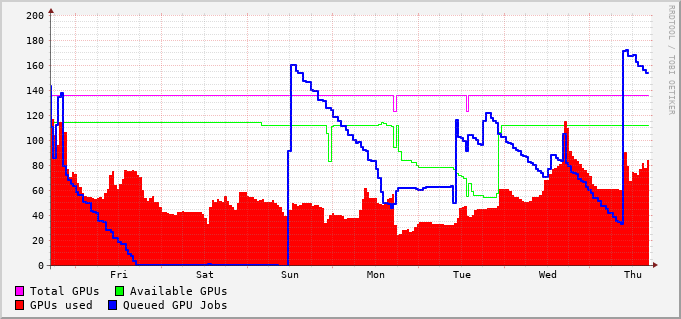 200
180
160
140
120
100
80
60
40
20
0
Fri Sat Sun Mon Tue Wed Thu
Total GPUs Available GPUs
GPUs used Queued GPU Jobs
RRDTOOL / TOBI OETIKER